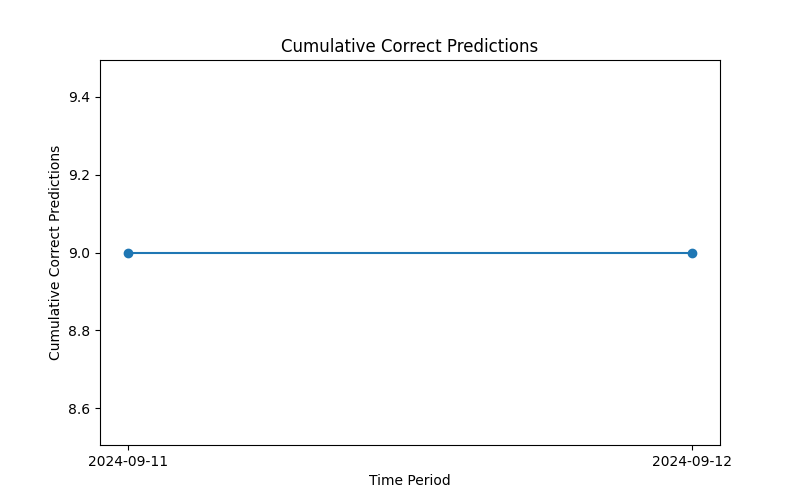 Cumulative Correct Predictions
9.4
9.2
9.0
8.8
8.6
Cumulative Correct Predictions
2024-09-11
2024-09-12
Time Period